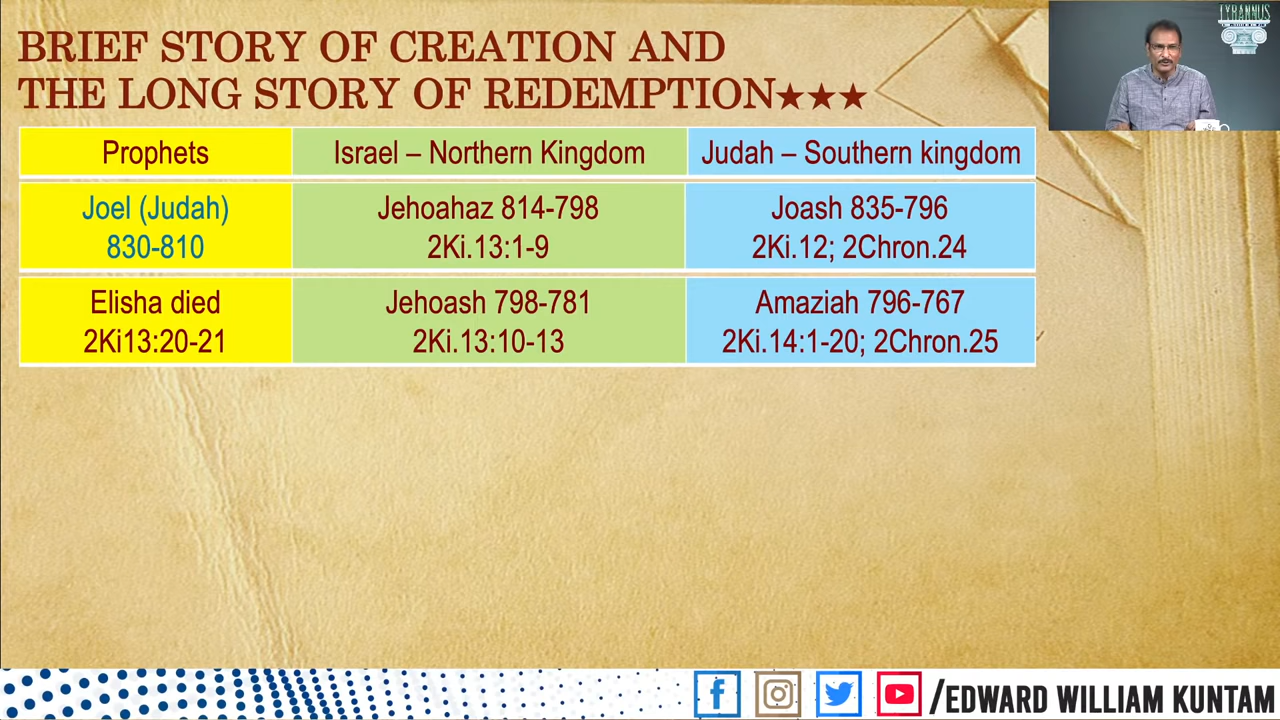 BRIEF STORY OF CREATION AND
THE LONG STORY OF REDEMPTION★★★
TYRANNUS
Prophets
Israel – Northern Kingdom
Judah – Southern kingdom
Joel (Judah)
830-810
Jehoahaz 814-798
2Ki.13:1-9
Joash 835-796
2Ki.12; 2Chron.24
Elisha died
2Ki13:20-21
Jehoash 798-781
2Ki.13:10-13
Amaziah 796-767
2Ki.14:1-20; 2Chron.25
/EDWARD WILLIAM KUNTAM